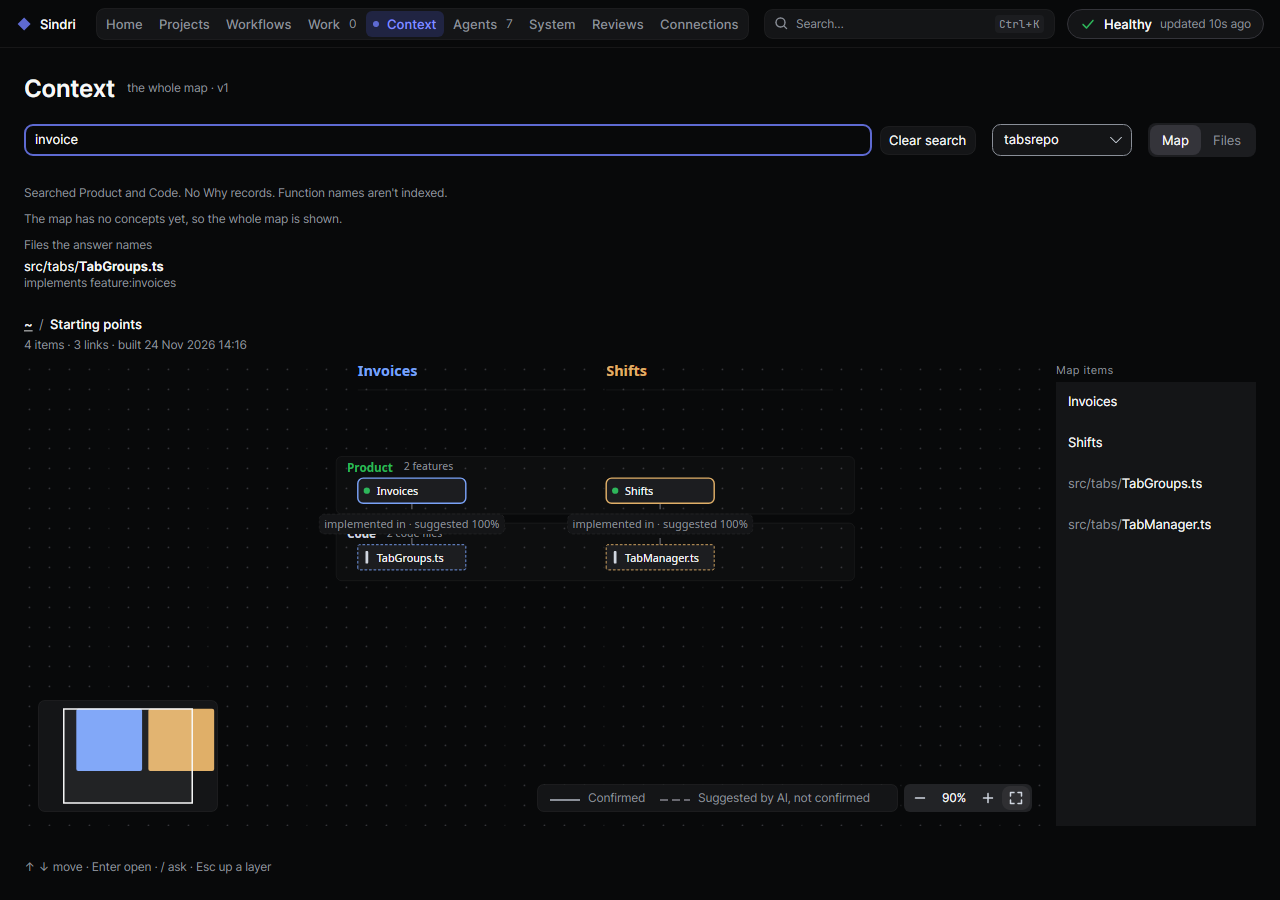 Sindri
Home Projects Workflows Work 0 Context Agents 7 System Reviews Connections
Search... Ctrl+K
Healthy updated 10s ago
Context the whole map · v1
invoice
Clear search
tabsrepo
Map Files
Searched Product and Code. No Why records. Function names aren't indexed.
The map has no concepts yet, so the whole map is shown.
Files the answer names
src/tabs/TabGroups.ts
implements feature:invoices
~ / Starting points
4 items · 3 links · built 24 Nov 2026 14:16
Invoices Shifts
Product 2 features
Invoices Shifts
implemented in · suggested 100% implemented in · suggested 100%
Code 2 code files
TabGroups.ts TabManager.ts
Map items
Invoices
Shifts
src/tabs/TabGroups.ts
src/tabs/TabManager.ts
Confirmed Suggested by AI, not confirmed
90%
↑ ↓ move · Enter open · / ask · Esc up a layer